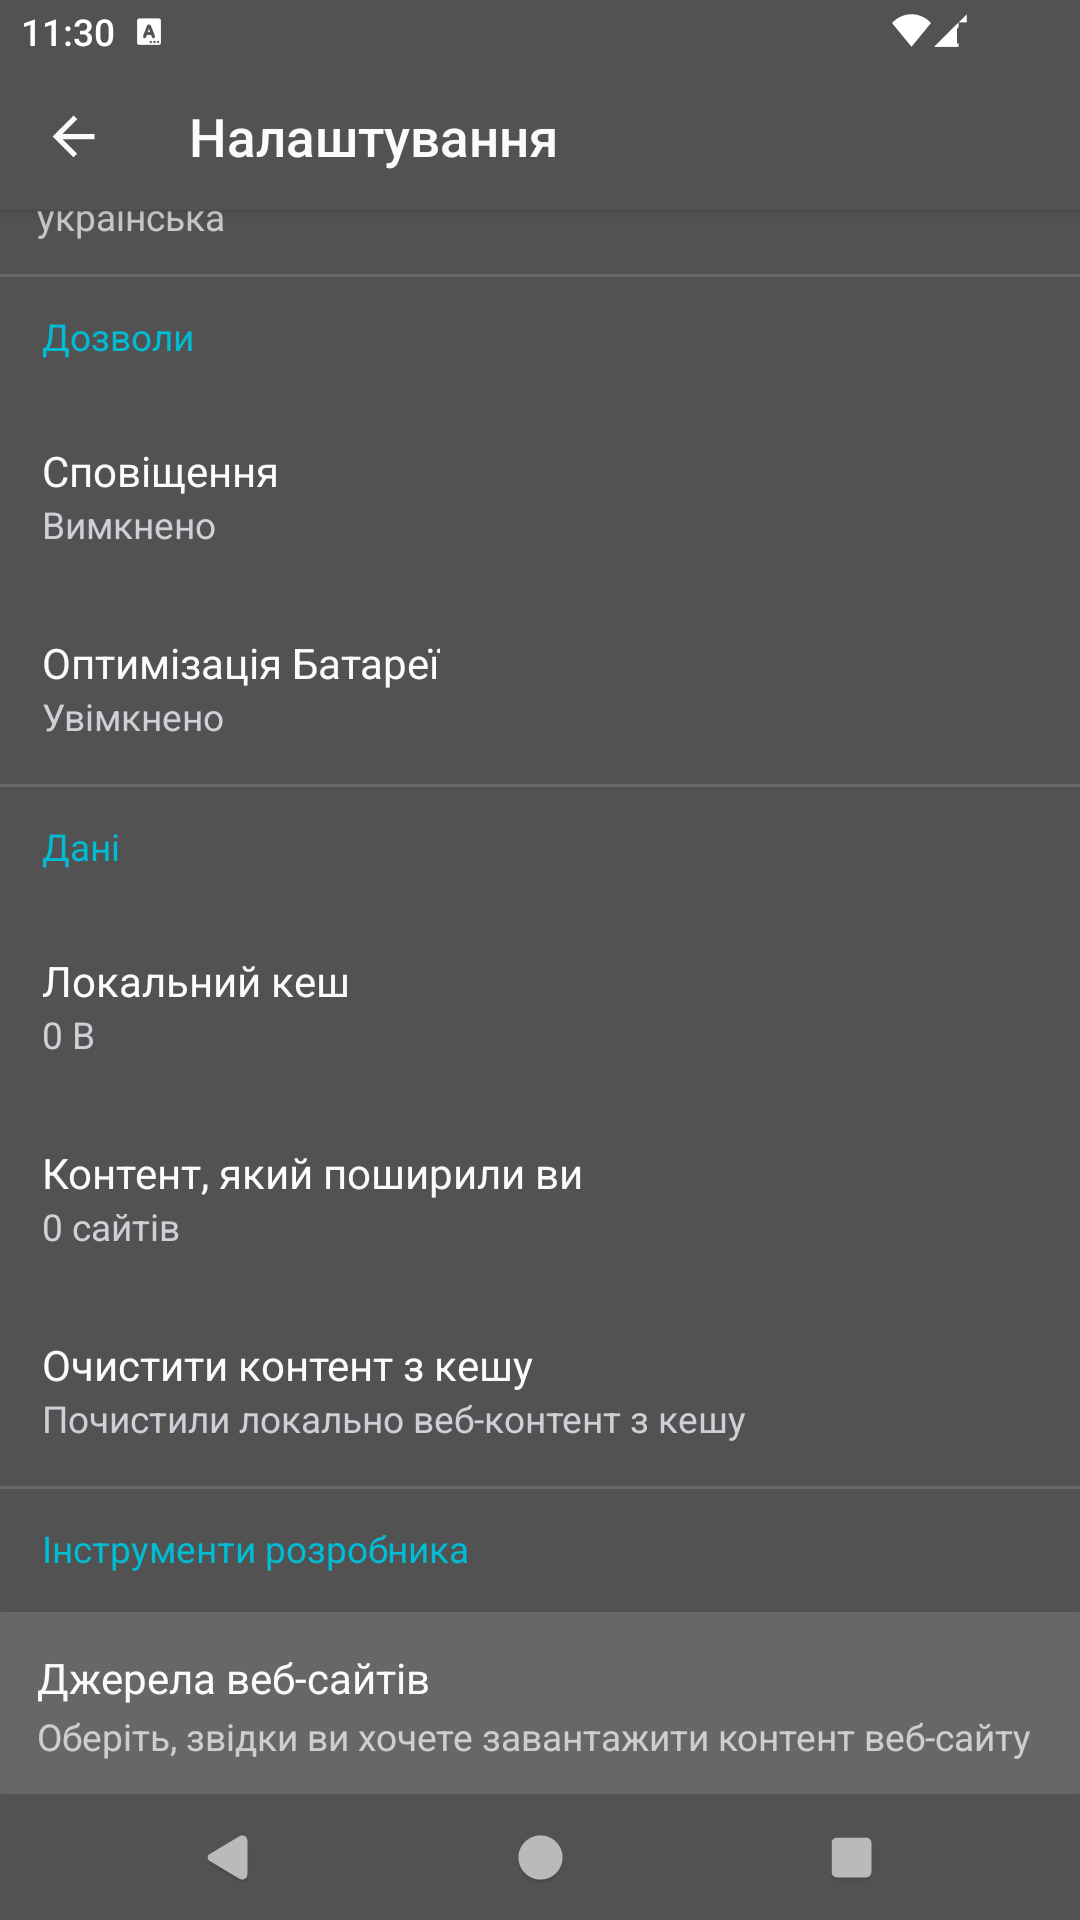 11:30
Налаштування
українська
Дозволи
Сповіщення
Вимкнено
Оптимізація Батареї
Увімкнено
Дані
Локальний кеш
0 B
Контент, який поширили ви
0 сайтів
Очистити контент з кешу
Почистили локально веб-контент з кешу
Інструменти розробника
Джерела веб-сайтів
Оберіть, звідки ви хочете завантажити контент веб-сайту